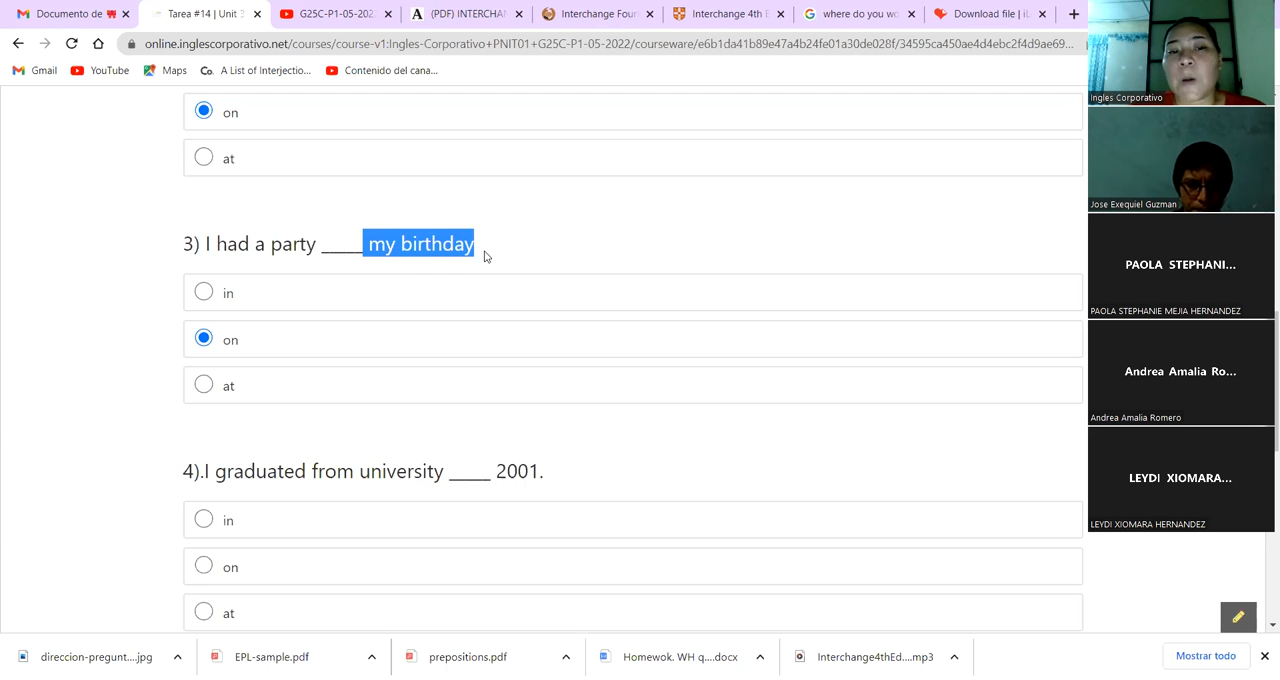 Documento de
Tarea #14 | Unit 3
G25C-P1-05-202
(PDF) INTERCHAN
Interchange Four
Interchange 4th E
where do you wo
Download file | iL
online.inglescorporativo.net/courses/course-v1:Ingles-Corporativo+PNIT01+G25C-P1-05-2022/courseware/e6b1da41b89e47a4b24fe01a30de028f/34595ca450ae4d4ebc2f4d9ae69...
Gmail
YouTube
Maps
Co. A List of Interjectio...
Contenido del cana...
on
at
3) I had a party _____ my birthday
in
on
at
4).I graduated from university _____ 2001.
in
on
at
Ingles Corporativo
Jose Exequiel Guzman
PAOLA STEPHANI...
PAOLA STEPHANIE MEJIA HERNANDEZ
Andrea Amalia Ro...
Andrea Amalia Romero
LEYDI XIOMARA...
LEYDI XIOMARA HERNANDEZ
direccion-pregunt....jpg
EPL-sample.pdf
prepositions.pdf
Homewok. WH q....docx
Interchange4thEd....mp3
Mostrar todo